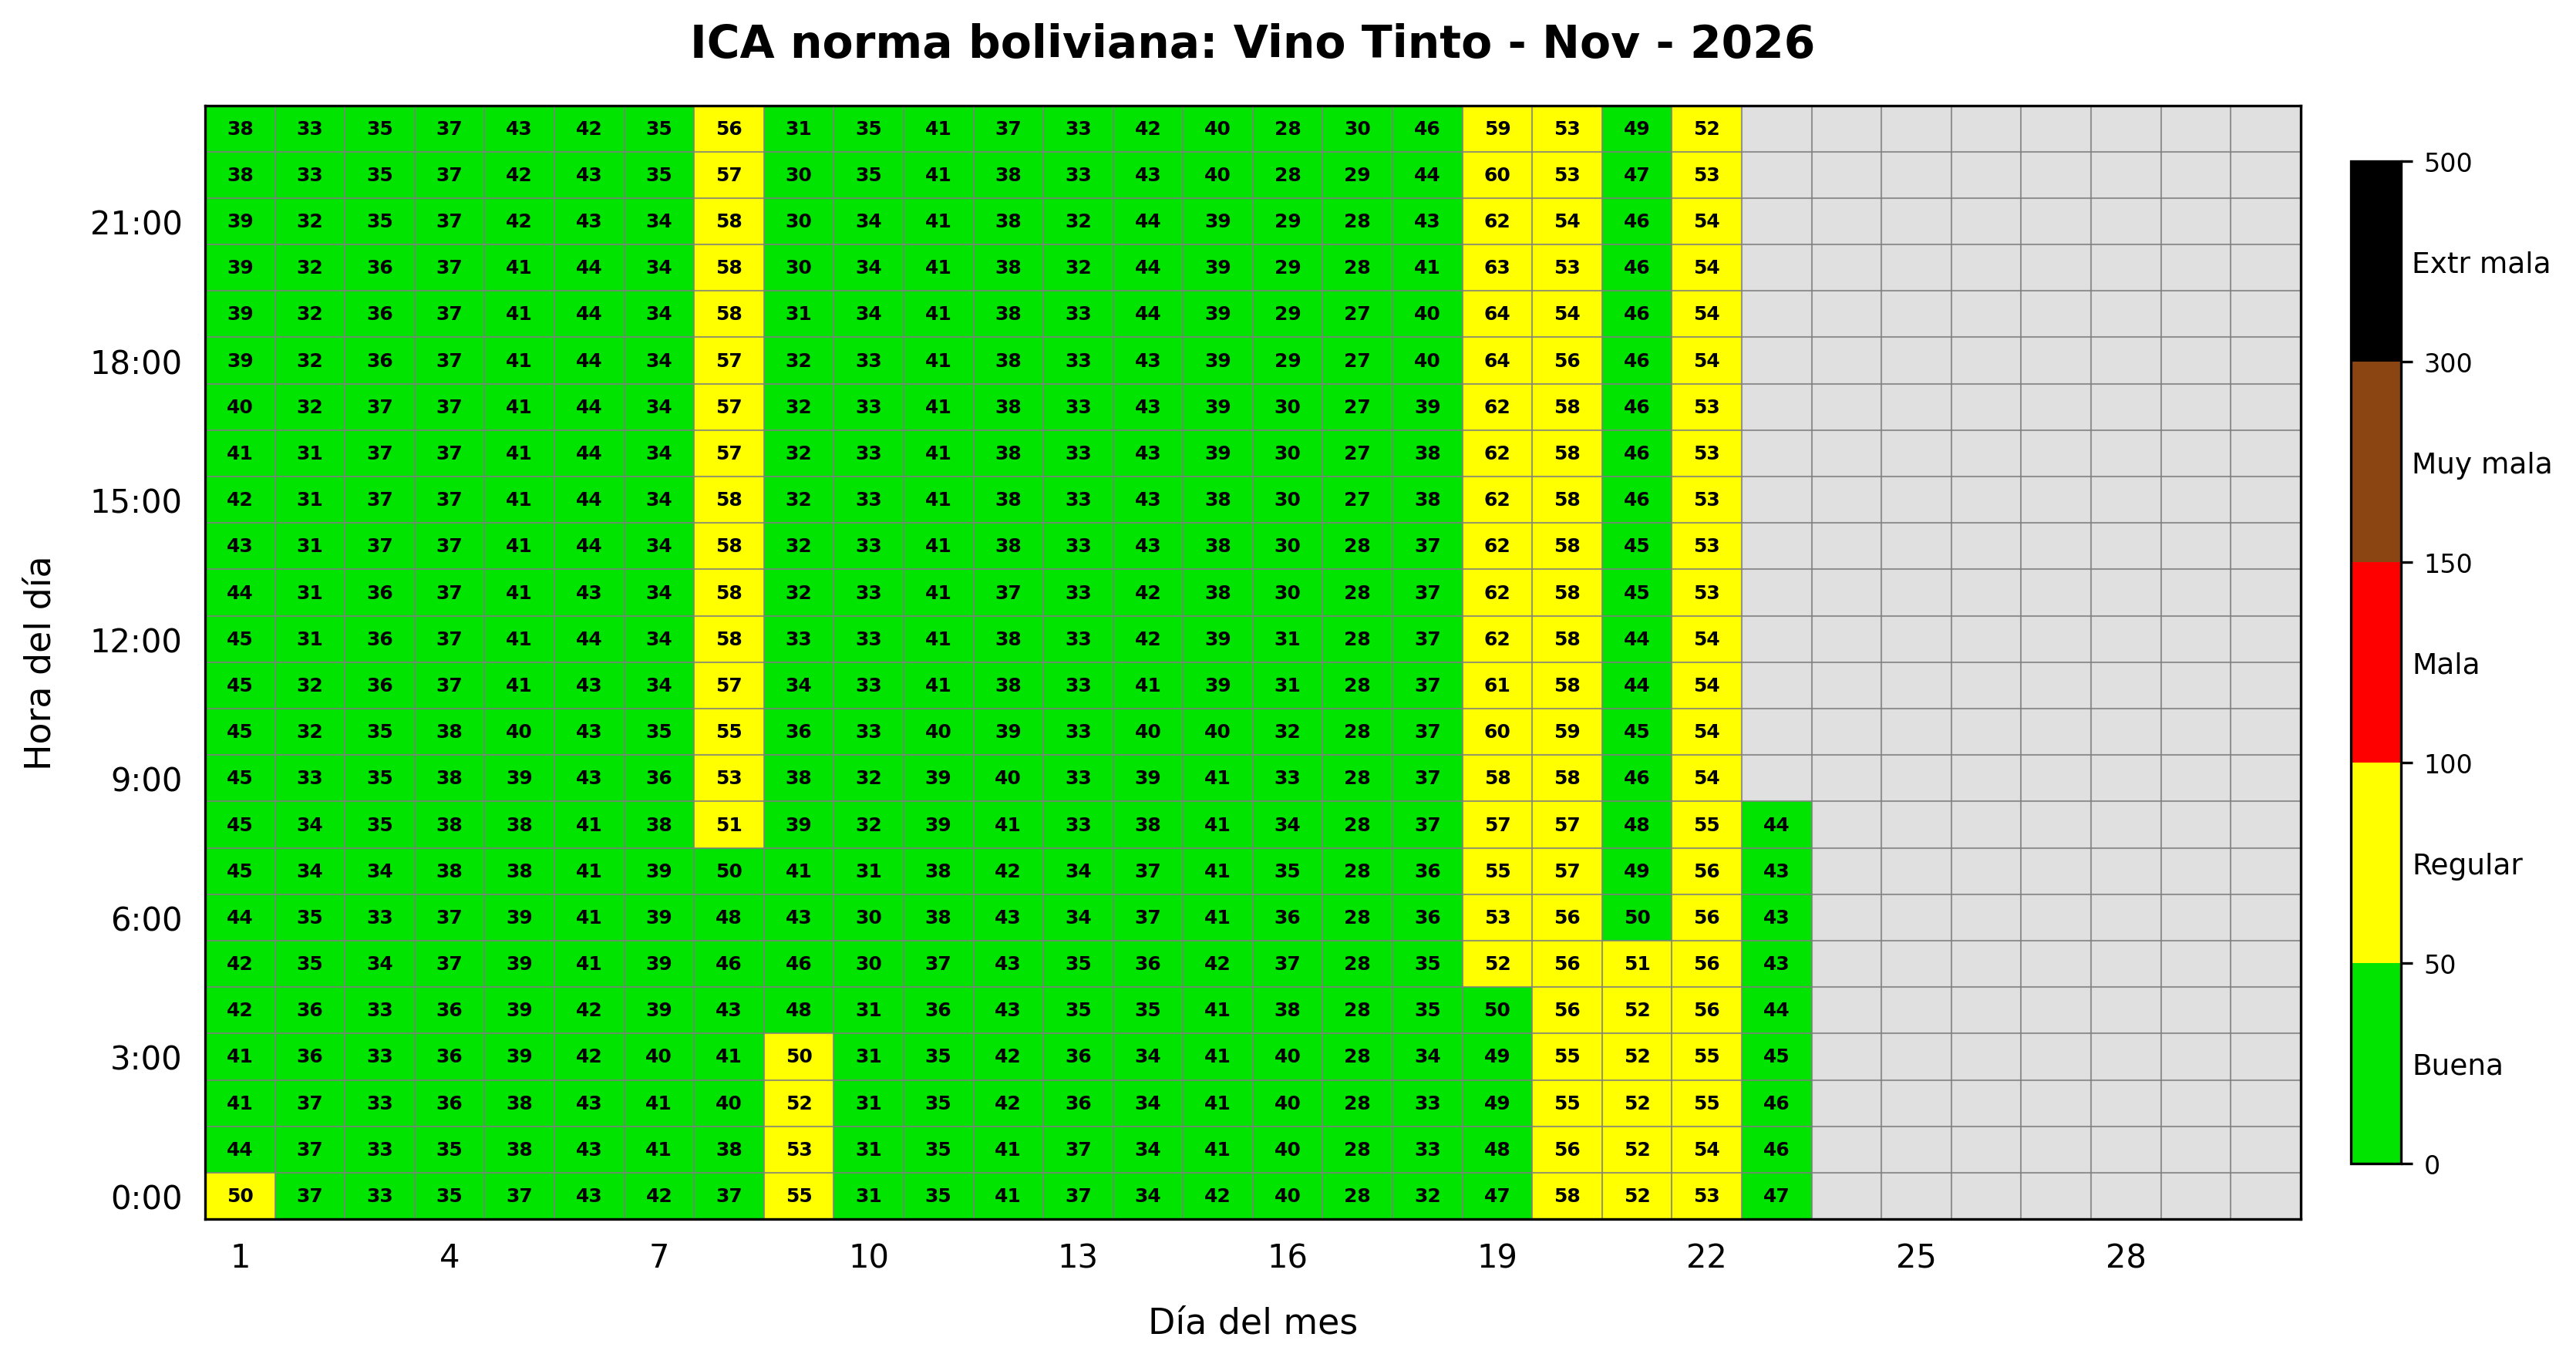 ICA norma boliviana: Vino Tinto - Nov - 2026
38 33 35 37 43 42 35 56 31 35 41 37 33 42 40 28 30 46 59 53 49 52
38 33 35 37 42 43 35 57 30 35 41 38 33 43 40 28 29 44 60 53 47 53
21:00 39 32 35 37 42 43 34 58 30 34 41 38 32 44 39 29 28 43 62 54 46 54
39 32 36 37 41 44 34 58 30 34 41 38 32 44 39 29 28 41 63 53 46 54
39 32 36 37 41 44 34 58 31 34 41 38 33 44 39 29 27 40 64 54 46 54
18:00 39 32 36 37 41 44 34 57 32 33 41 38 33 43 39 29 27 40 64 56 46 54
40 32 37 37 41 44 34 57 32 33 41 38 33 43 39 30 27 39 62 58 46 53
41 31 37 37 41 44 34 57 32 33 41 38 33 43 39 30 27 38 62 58 46 53
15:00 42 31 37 37 41 44 34 58 32 33 41 38 33 43 38 30 27 38 62 58 46 53
43 31 37 37 41 44 34 58 32 33 41 38 33 43 38 30 28 37 62 58 45 53
44 31 36 37 41 43 34 58 32 33 41 37 33 42 38 30 28 37 62 58 45 53
12:00 45 31 36 37 41 44 34 58 33 33 41 38 33 42 39 31 28 37 62 58 44 54
45 32 36 37 41 43 34 57 34 33 41 38 33 41 39 31 28 37 61 58 44 54
45 32 35 38 40 43 35 55 36 33 40 39 33 40 40 32 28 37 60 59 45 54
9:00 45 33 35 38 39 43 36 53 38 32 39 40 33 39 41 33 28 37 58 58 46 54
45 34 35 38 38 41 38 51 39 32 39 41 33 38 41 34 28 37 57 57 48 55 44
45 34 34 38 38 41 39 50 41 31 38 42 34 37 41 35 28 36 55 57 49 56 43
6:00 44 35 33 37 39 41 39 48 43 30 38 43 34 37 41 36 28 36 53 56 50 56 43
42 35 34 37 39 41 39 46 46 30 37 43 35 36 42 37 28 35 52 56 51 56 43
42 36 33 36 39 42 39 43 48 31 36 43 35 35 41 38 28 35 50 56 52 56 44
3:00 41 36 33 36 39 42 40 41 50 31 35 42 36 34 41 40 28 34 49 55 52 55 45
41 37 33 36 38 43 41 40 52 31 35 42 36 34 41 40 28 33 49 55 52 55 46
44 37 33 35 38 43 41 38 53 31 35 41 37 34 41 40 28 33 48 56 52 54 46
0:00 50 37 33 35 37 43 42 37 55 31 35 41 37 34 42 40 28 32 47 58 52 53 47
1 4 7 10 13 16 19 22 25 28
Día del mes
Hora del día
500
Extr mala
300
Muy mala
150
Mala
100
Regular
50
Buena
0